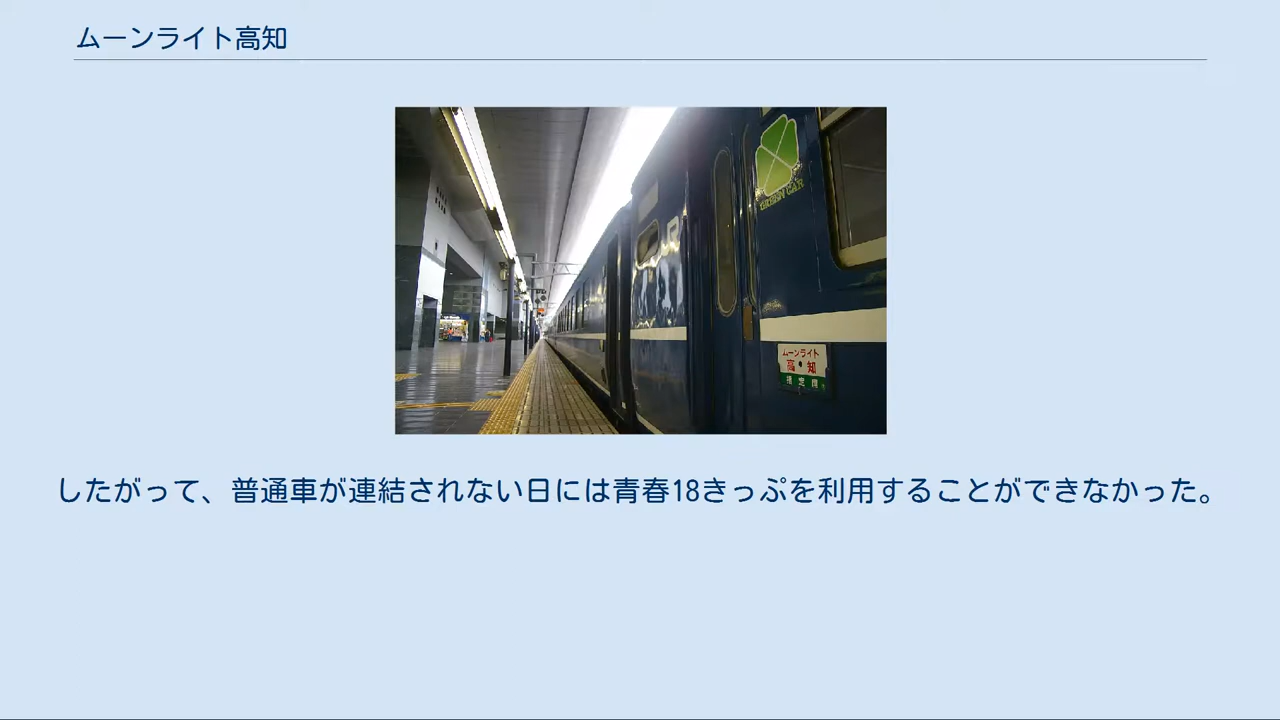 ムーンライト高知
GREEN CAR
ムーンライト
高・知
指定席
したがって、普通車が連結されない日には青春18きっぷを利用することができなかった。